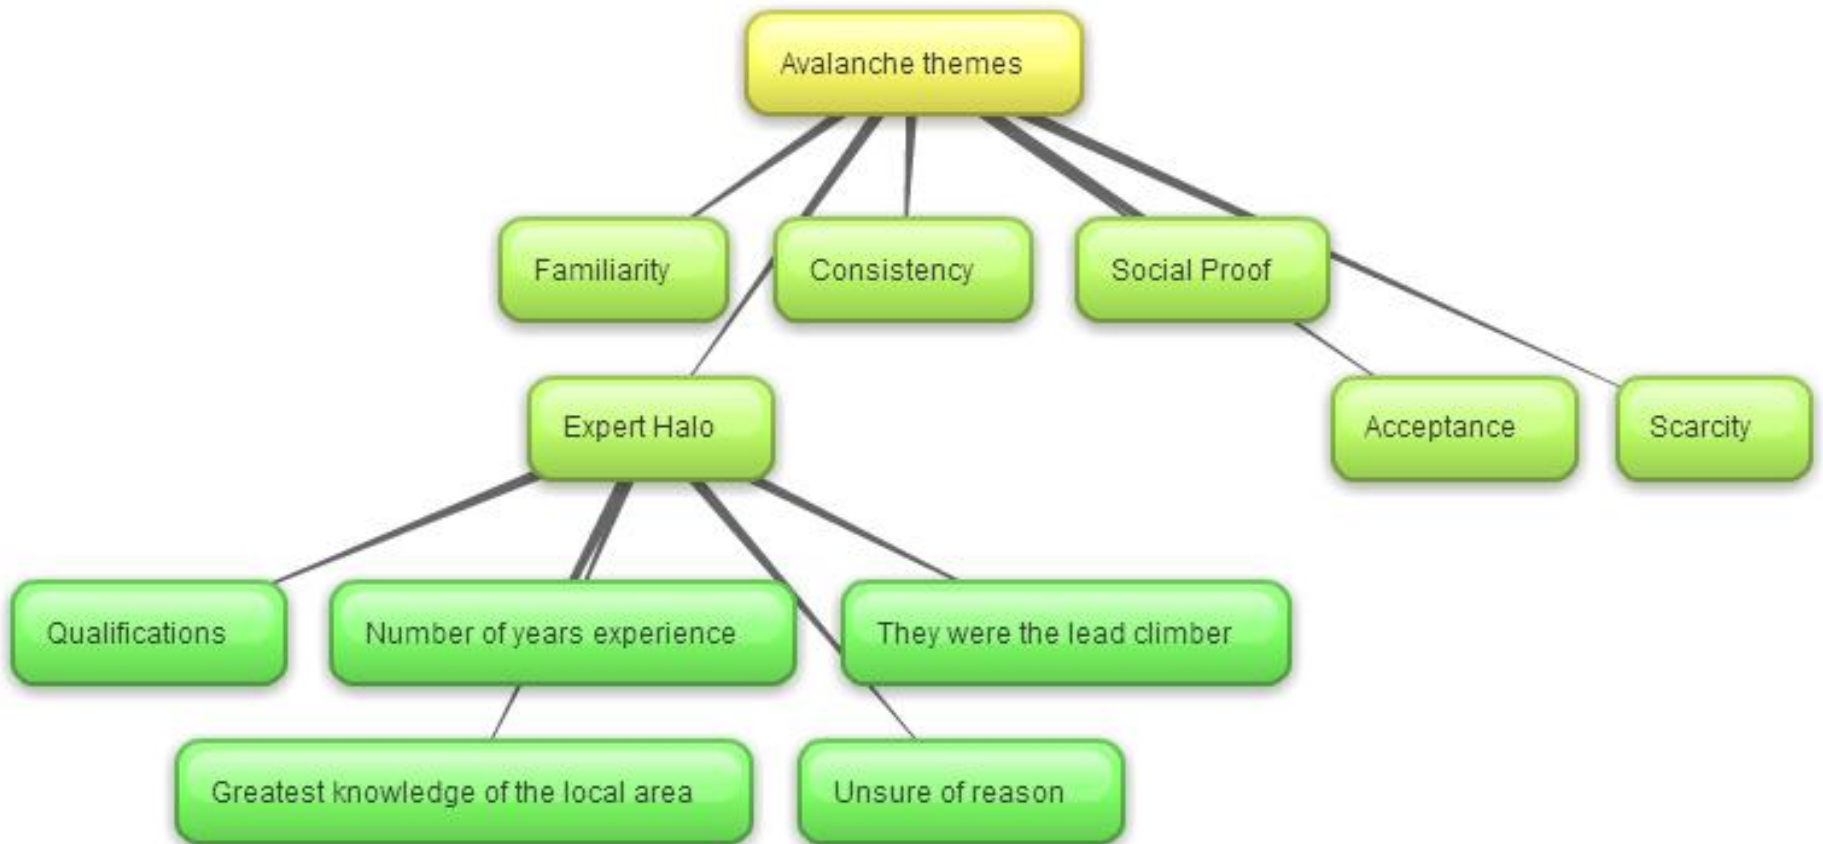 Avalanche themes
Familiarity
Consistency
Social Proof
Expert Halo
Acceptance
Scarcity
Qualifications
Number of years experience
They were the lead climber
Greatest knowledge of the local area
Unsure of reason